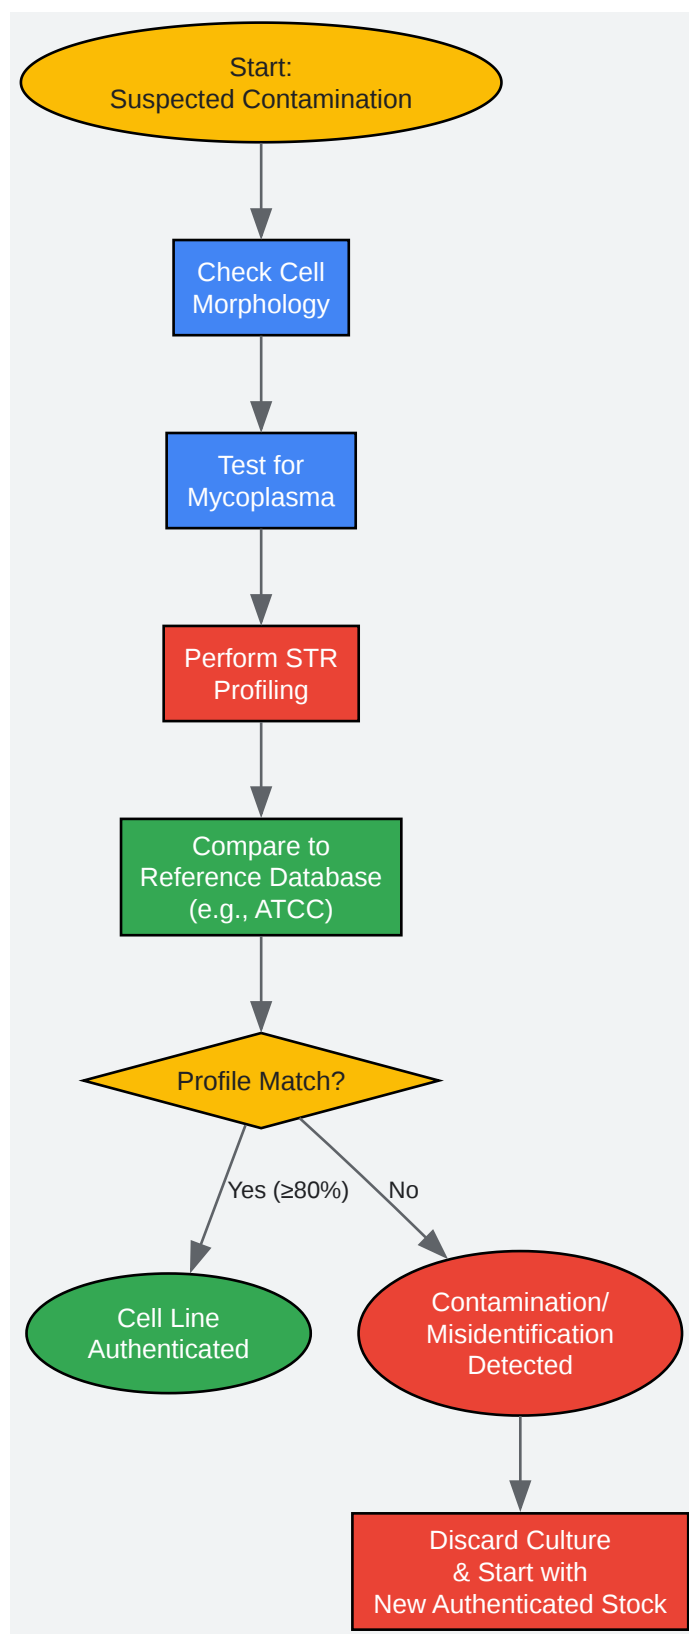 Start:
Suspected Contamination
Check Cell
Morphology
Test for
Mycoplasma
Perform STR
Profiling
Compare to
Reference Database
(e.g., ATCC)
Profile Match?
Yes (≥80%)
No
Cell Line
Authenticated
Contamination/
Misidentification
Detected
Discard Culture
& Start with
New Authenticated Stock